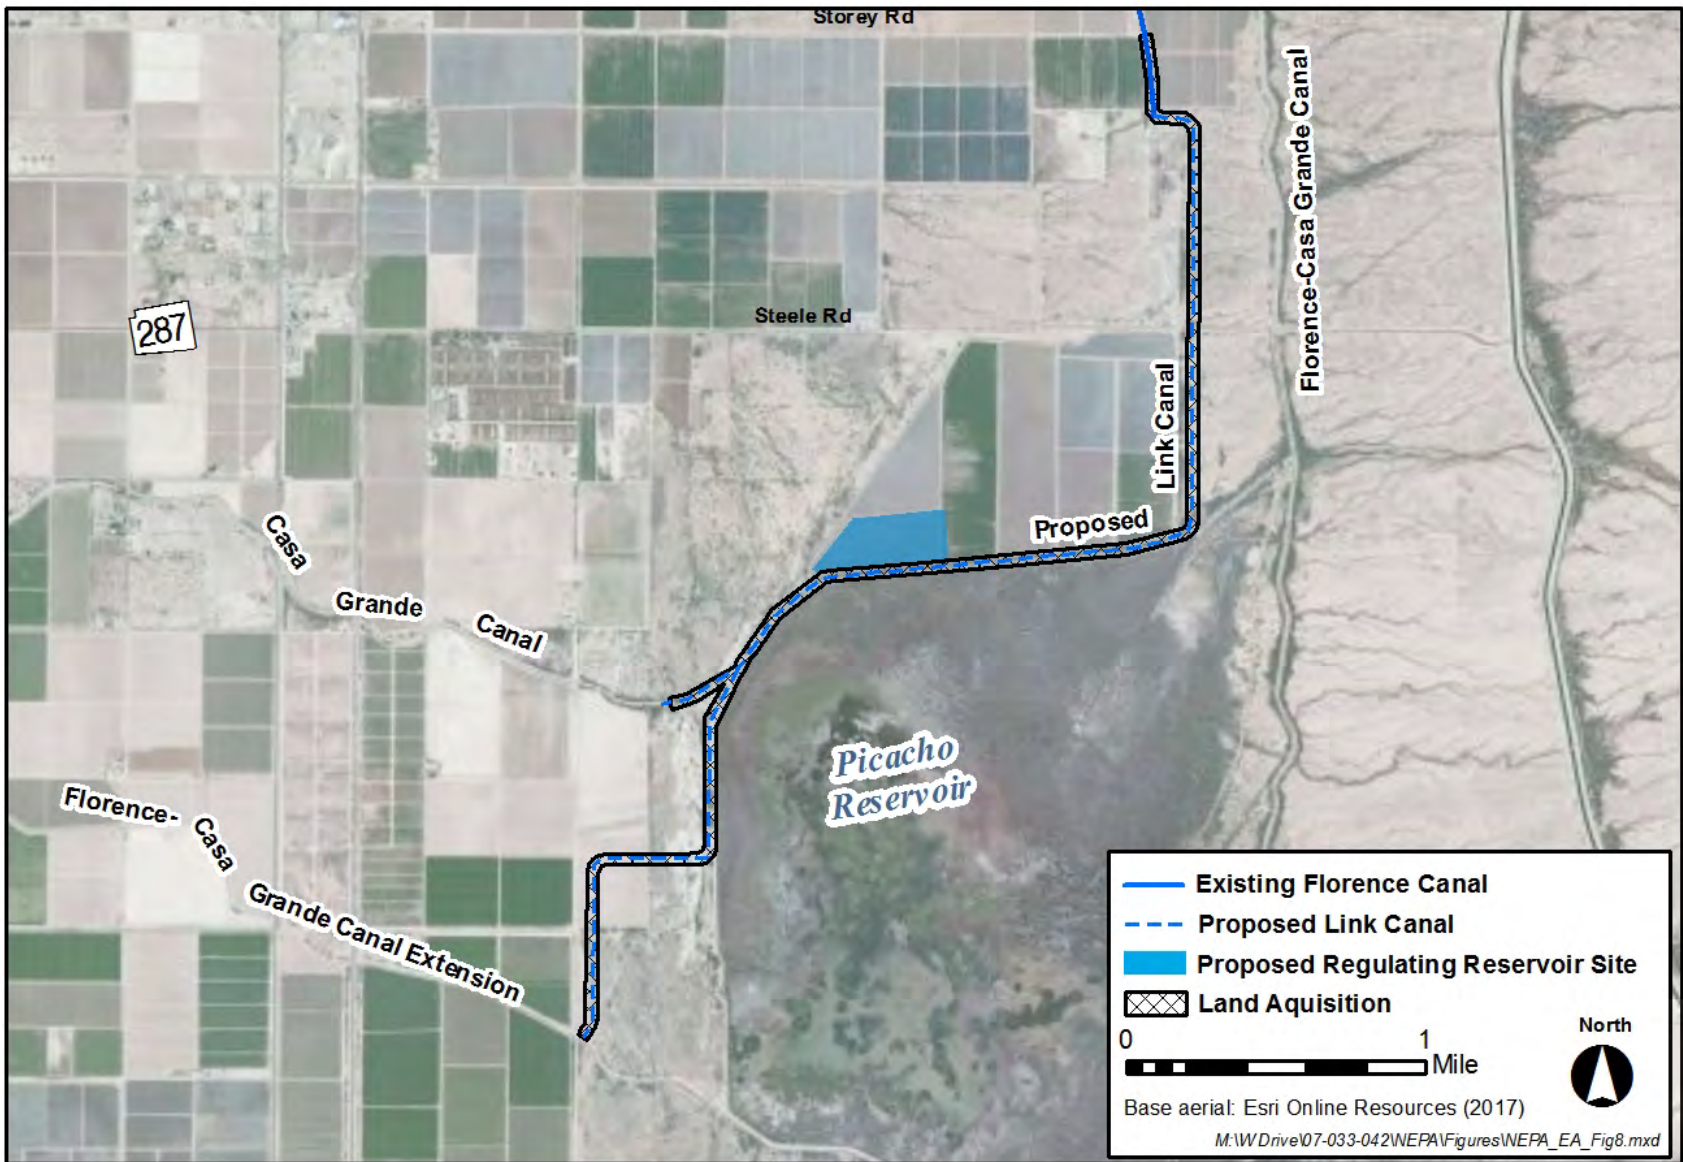 Storey Rd
Florence-Casa Grande Canal
287
Steele Rd
Link Canal
Proposed
Casa
Grande
Canal
Picacho
Reservoir
Florence-
Casa
Grande Canal Extension
Existing Florence Canal
Proposed Link Canal
Proposed Regulating Reservoir Site
Land Aquisition
North
0 1
Mile
Base aerial: Esri Online Resources (2017)
M:\W Drive\07-033-042\NEPA\Figures\NEPA_EA_Fig8.mxd